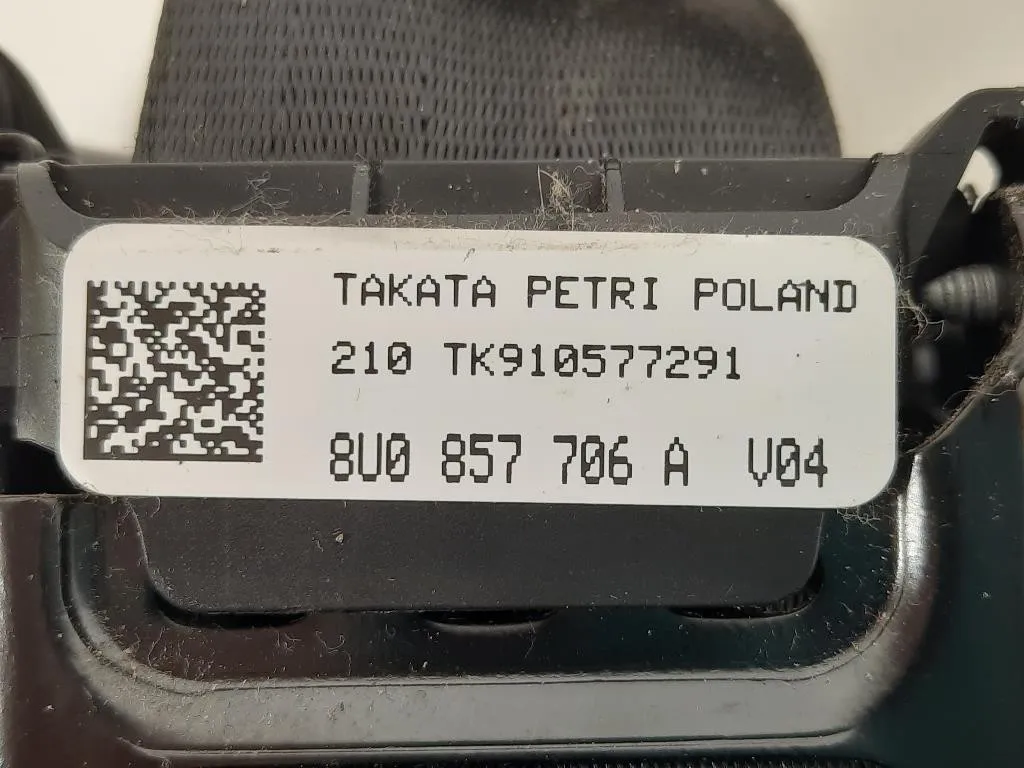 TAKATA PETRI POLAND
210 TK910577291
8U0 857 706 A V04